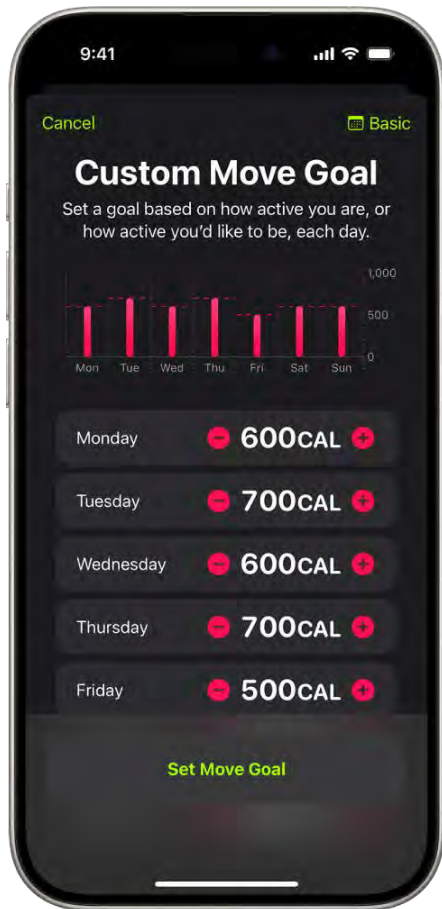 9:41
Cancel
Basic
Custom Move Goal
Set a goal based on how active you are, or
how active you’d like to be, each day.
1,000
500
0
Mon Tue Wed Thu Fri Sat Sun
Monday 600CAL
Tuesday 700CAL
Wednesday 600CAL
Thursday 700CAL
Friday 500CAL
Set Move Goal